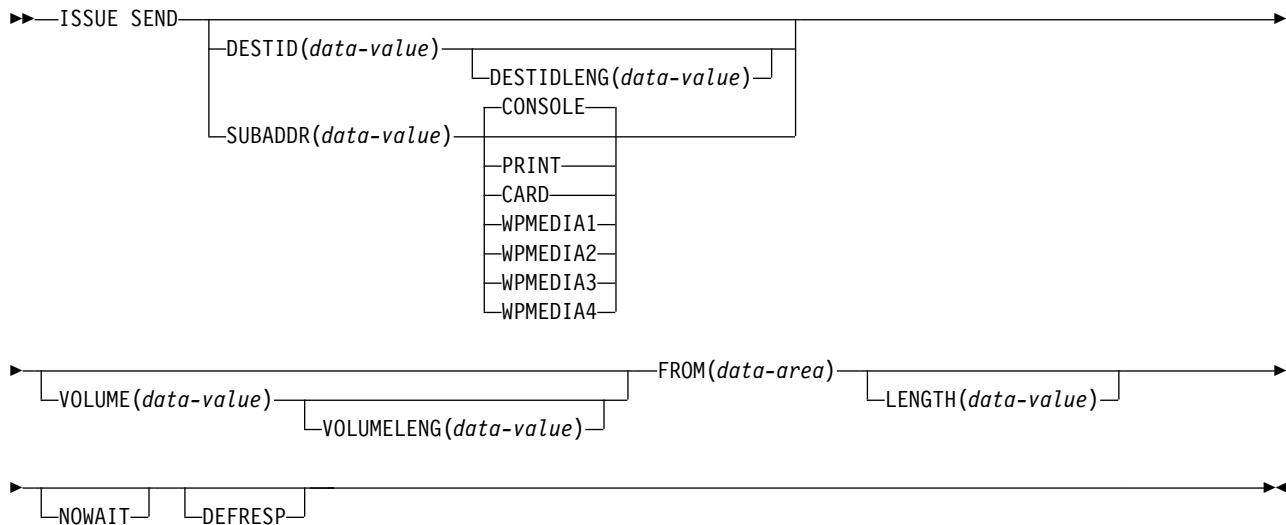 ISSUE SEND
DESTID(data-value)
DESTIDLENG(data-value)
CONSOLE
SUBADDR(data-value)
PRINT
CARD
WPMEDIA1
WPMEDIA2
WPMEDIA3
WPMEDIA4
FROM(data-area)
VOLUME(data-value)
LENGTH(data-value)
VOLUMELENG(data-value)
NOWAIT
DEFRESP